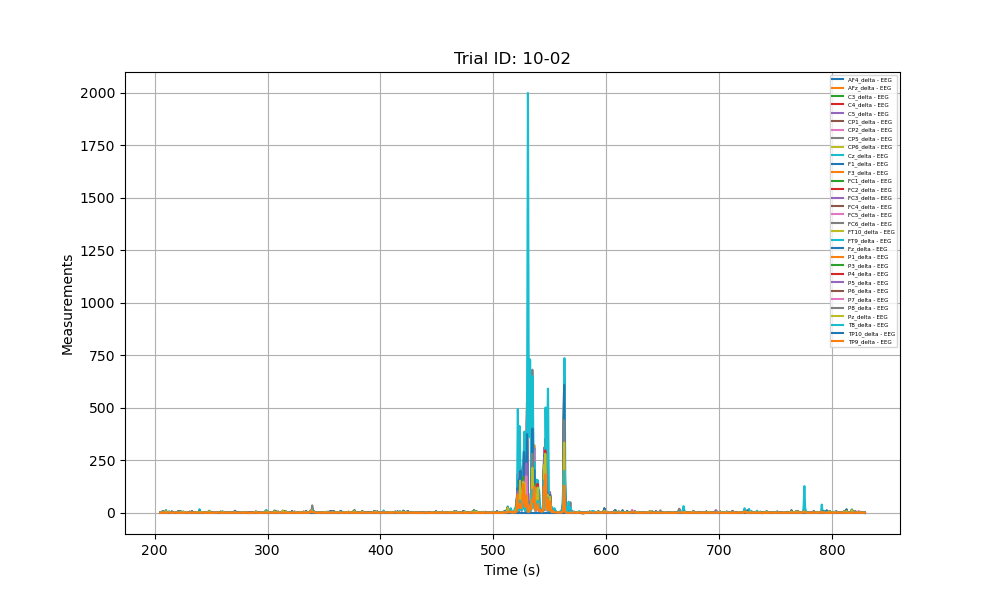 Trial ID: 10-02
2000
1750
1500
1250
1000
750
500
250
0
Measurements
200
300
400
500
600
700
800
Time (s)
AF4_delta - EEG
AFz_delta - EEG
C3_delta - EEG
C4_delta - EEG
C5_delta - EEG
CP1_delta - EEG
CP2_delta - EEG
CP5_delta - EEG
CP6_delta - EEG
Cz_delta - EEG
F1_delta - EEG
F3_delta - EEG
FC1_delta - EEG
FC2_delta - EEG
FC3_delta - EEG
FC4_delta - EEG
FC5_delta - EEG
FC6_delta - EEG
FT10_delta - EEG
FT9_delta - EEG
Fz_delta - EEG
P1_delta - EEG
P3_delta - EEG
P4_delta - EEG
P5_delta - EEG
P6_delta - EEG
P7_delta - EEG
P8_delta - EEG
Pz_delta - EEG
T8_delta - EEG
TP10_delta - EEG
TP9_delta - EEG